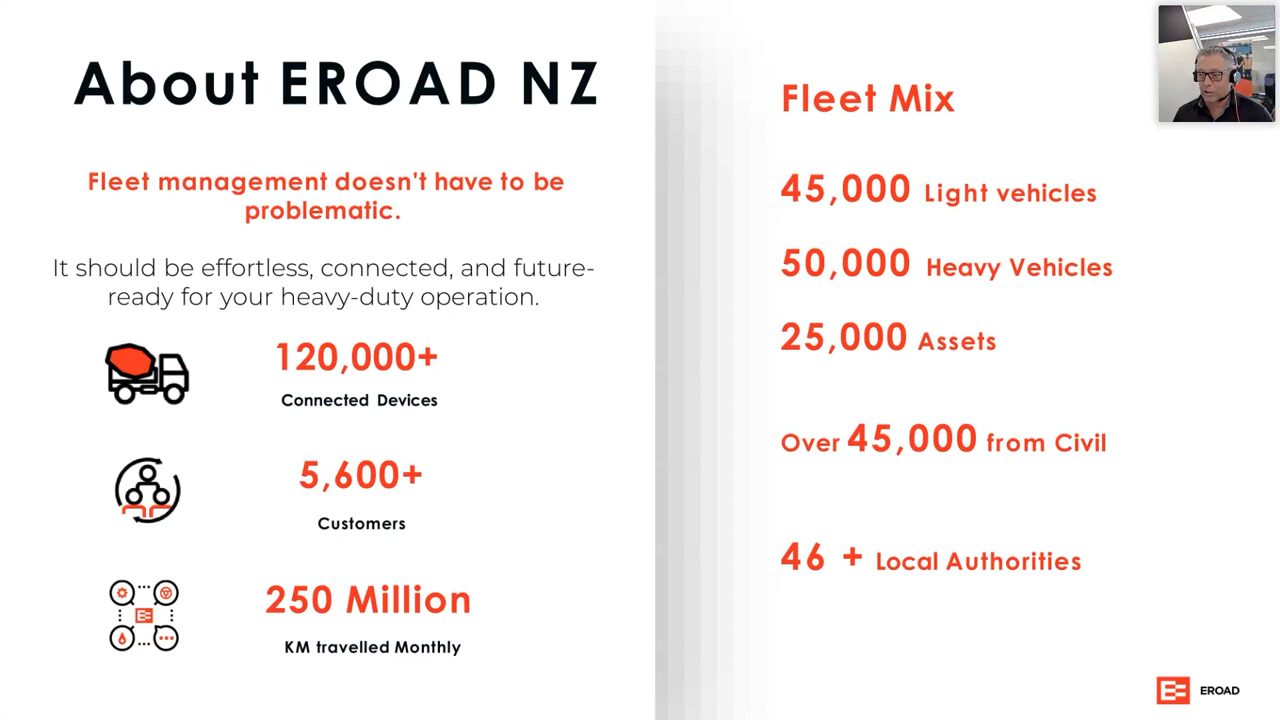 About EROAD NZ
Fleet management doesn't have to be
problematic.
It should be effortless, connected, and future-
ready for your heavy-duty operation.
120,000+
Connected Devices
5,600+
Customers
250 Million
KM travelled Monthly
Fleet Mix
45,000 Light vehicles
50,000 Heavy Vehicles
25,000 Assets
Over 45,000 from Civil
46 + Local Authorities
EROAD